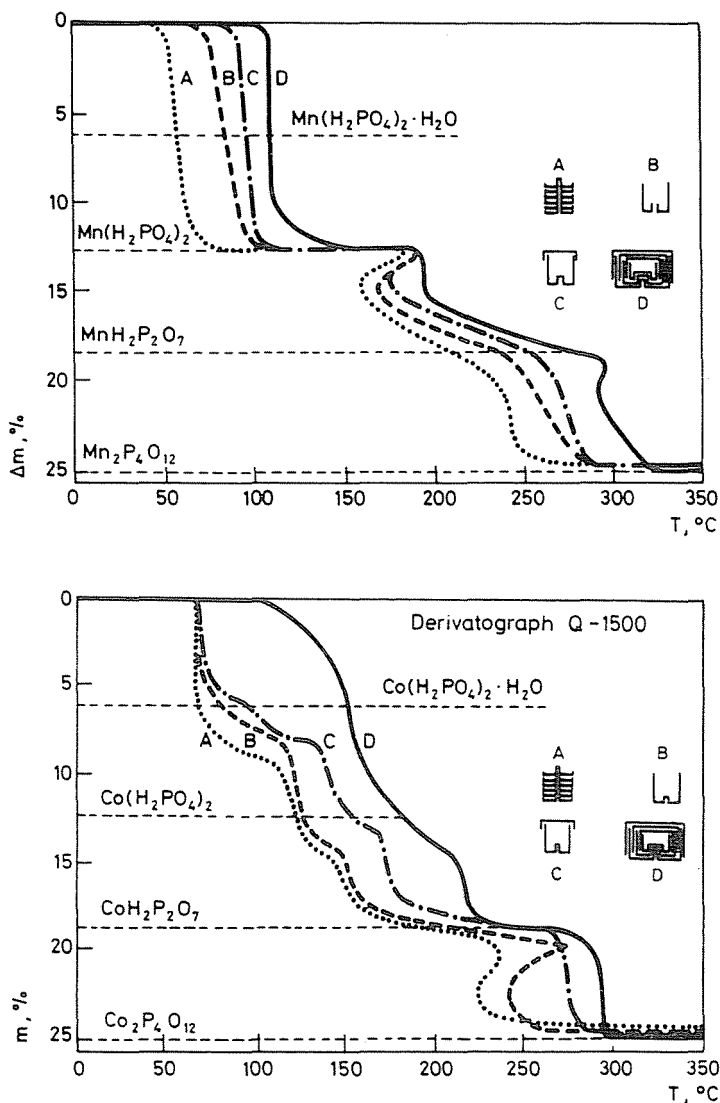 0
5
10
15
20
25
Δm, %
A
B
C
D
Mn(H₂PO₄)₂·H₂O
Mn(H₂PO₄)₂
MnH₂P₂O₇
Mn₂P₄O₁₂
A
B
C
D
0 50 100 150 200 250 300 350
T, °C
0
5
10
15
20
25
m, %
Derivatograph Q-1500
Co(H₂PO₄)₂·H₂O
A
B
C
D
Co(H₂PO₄)₂
CoH₂P₂O₇
Co₂P₄O₁₂
A
B
C
D
0 50 100 150 200 250 300 350
T, °C